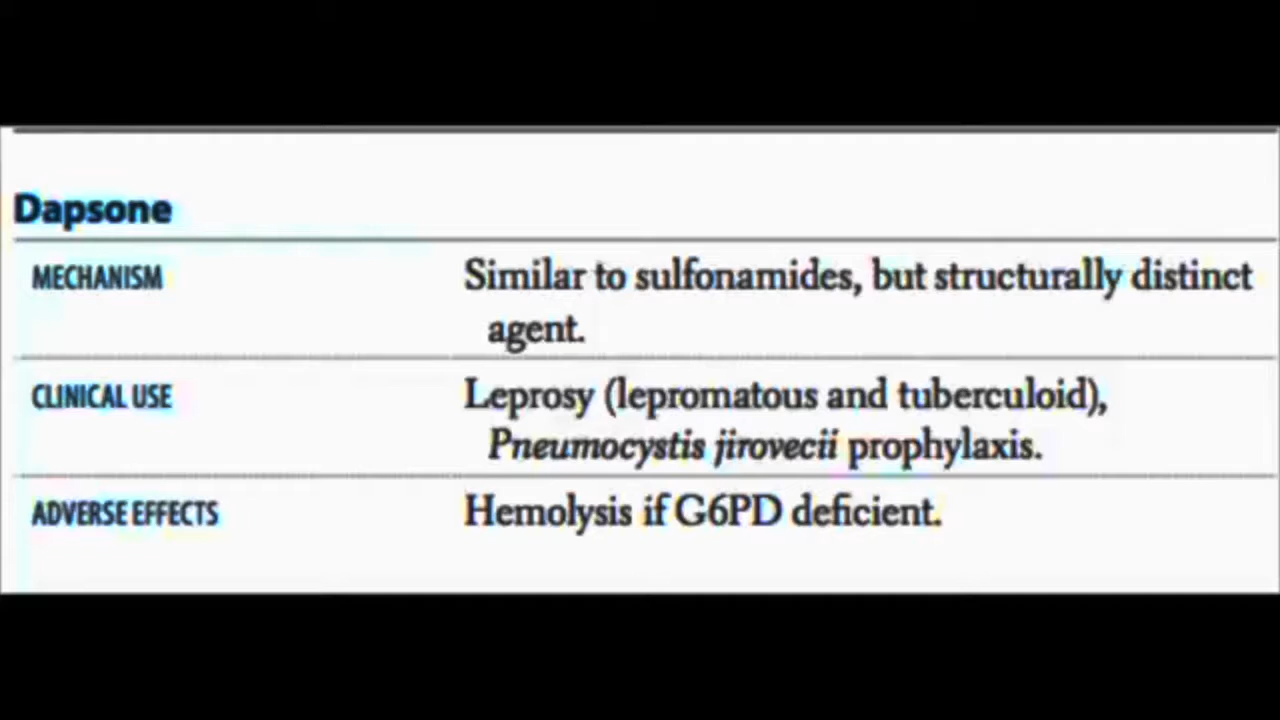 Dapsone
MECHANISM
Similar to sulfonamides, but structurally distinct
agent.
CLINICAL USE
Leprosy (lepromatous and tuberculoid),
Pneumocystis jirovecii prophylaxis.
ADVERSE EFFECTS
Hemolysis if G6PD deficient.